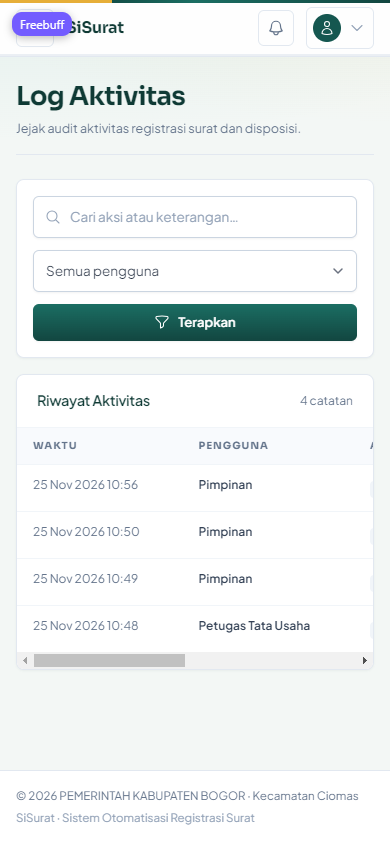 Freebuff
SiSurat
Log Aktivitas
Jejak audit aktivitas registrasi surat dan disposisi.
Cari aksi atau keterangan...
Semua pengguna
Terapkan
Riwayat Aktivitas 4 catatan
WAKTU PENGGUNA
25 Nov 2026 10:56 Pimpinan
25 Nov 2026 10:50 Pimpinan
25 Nov 2026 10:49 Pimpinan
25 Nov 2026 10:48 Petugas Tata Usaha
© 2026 PEMERINTAH KABUPATEN BOGOR · Kecamatan Ciomas
SiSurat · Sistem Otomatisasi Registrasi Surat